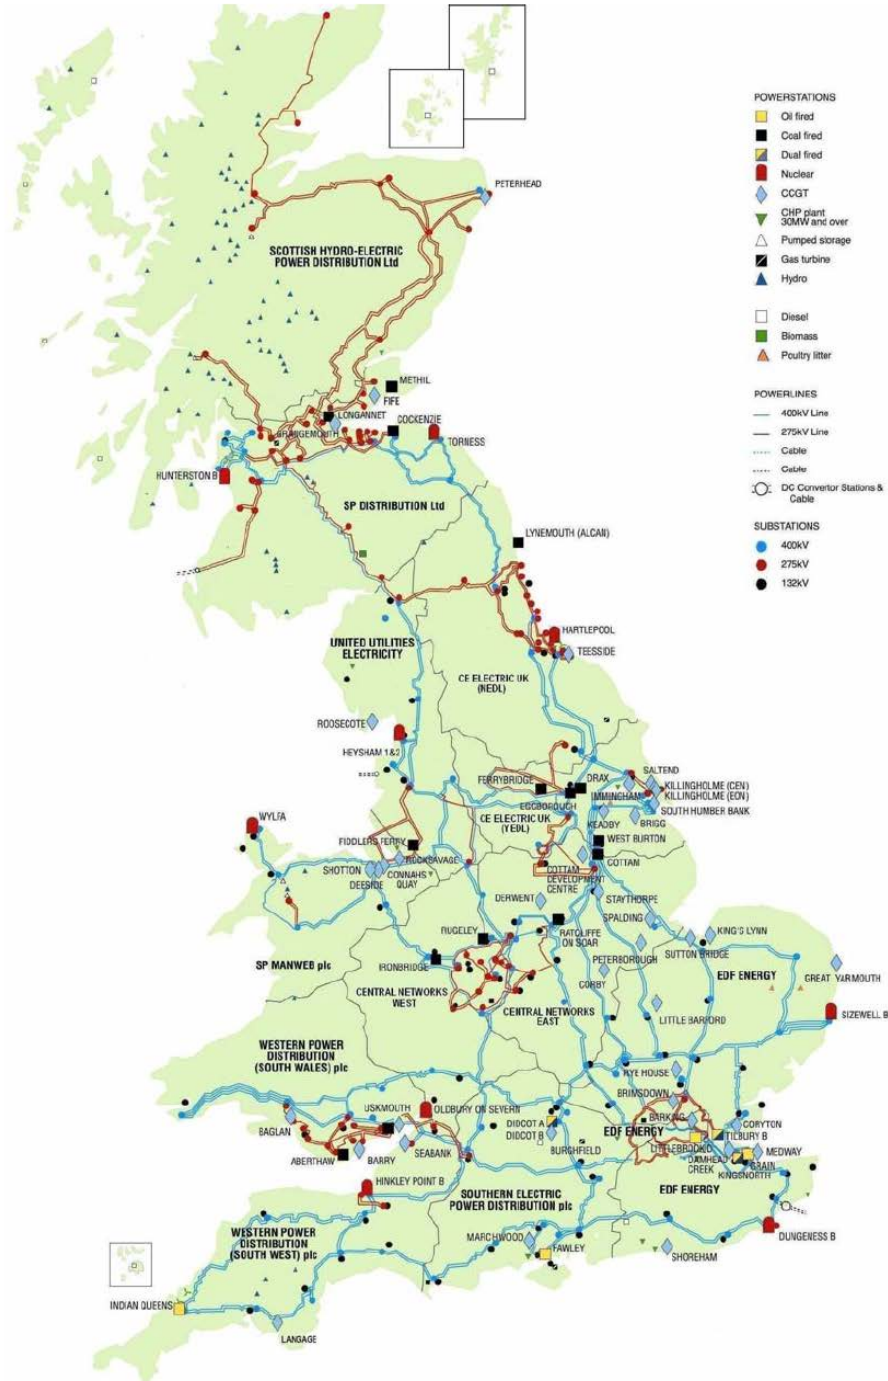 PETERHEAD
SCOTTISH HYDRO-ELECTRIC
POWER DISTRIBUTION Ltd
METHIL
FIFE
LONGANNET
GRANGEMOUTH
COCKENZIE
TORNESS
HUNTERSTON B
SP DISTRIBUTION Ltd
LYNEMOUTH (ALCAN)
HARTLEPOOL
TEESSIDE
UNITED UTILITIES
ELECTRICITY
CE ELECTRIC UK
(NEDL)
ROOSECOTE
HEYSHAM 1&2
FERRYBRIDGE
DRAX
EGGBOROUGH
SALTEND
KILLINGHOLME (CEN)
KILLINGHOLME (EON)
IMMINGHAM
SOUTH HUMBER BANK
CE ELECTRIC UK
(YEDL)
KEADBY
BRIGG
WYLFA
FIDDLERS FERRY
ROCKSAVAGE
WEST BURTON
COTTAM
SHOTTON
DEESIDE
CONNAHS
QUAY
COTTAM
DEVELOPMENT
CENTRE
STAYTHORPE
DERWENT
SPALDING
KING'S LYNN
RUGELEY
RATCLIFFE
ON SOAR
SUTTON BRIDGE
SP MANWEB plc
IRONBRIDGE
PETERBOROUGH
EDF ENERGY
GREAT YARMOUTH
CENTRAL NETWORKS
WEST
CORBY
CENTRAL NETWORKS
EAST
LITTLE BARFORD
SIZEWELL B
WESTERN POWER
DISTRIBUTION
(SOUTH WALES) plc
RYE HOUSE
BRIMSDOWN
USKMOUTH
OLDBURY ON SEVERN
DIDCOT A
DIDCOT B
BARKING
CORYTON
BAGLAN
EDF ENERGY
TILBURY B
ABERTHAW
BARRY
SEABANK
BURGHFIELD
LITTLEBROOK D
MEDWAY
DAMHEAD
CREEK
GRAIN
KINGSNORTH
HINKLEY POINT B
SOUTHERN ELECTRIC
POWER DISTRIBUTION plc
EDF ENERGY
WESTERN POWER
DISTRIBUTION
(SOUTH WEST) plc
MARCHWOOD
FAWLEY
SHOREHAM
DUNGENESS B
INDIAN QUEENS
LANGAGE
POWERSTATIONS
Oil fired
Coal fired
Dual fired
Nuclear
CCGT
CHP plant
30MW and over
Pumped storage
Gas turbine
Hydro
Diesel
Biomass
Poultry litter
POWERLINES
400kV Line
275kV Line
Cable
Cable
DC Convertor Stations &
Cable
SUBSTATIONS
400kV
275kV
132kV